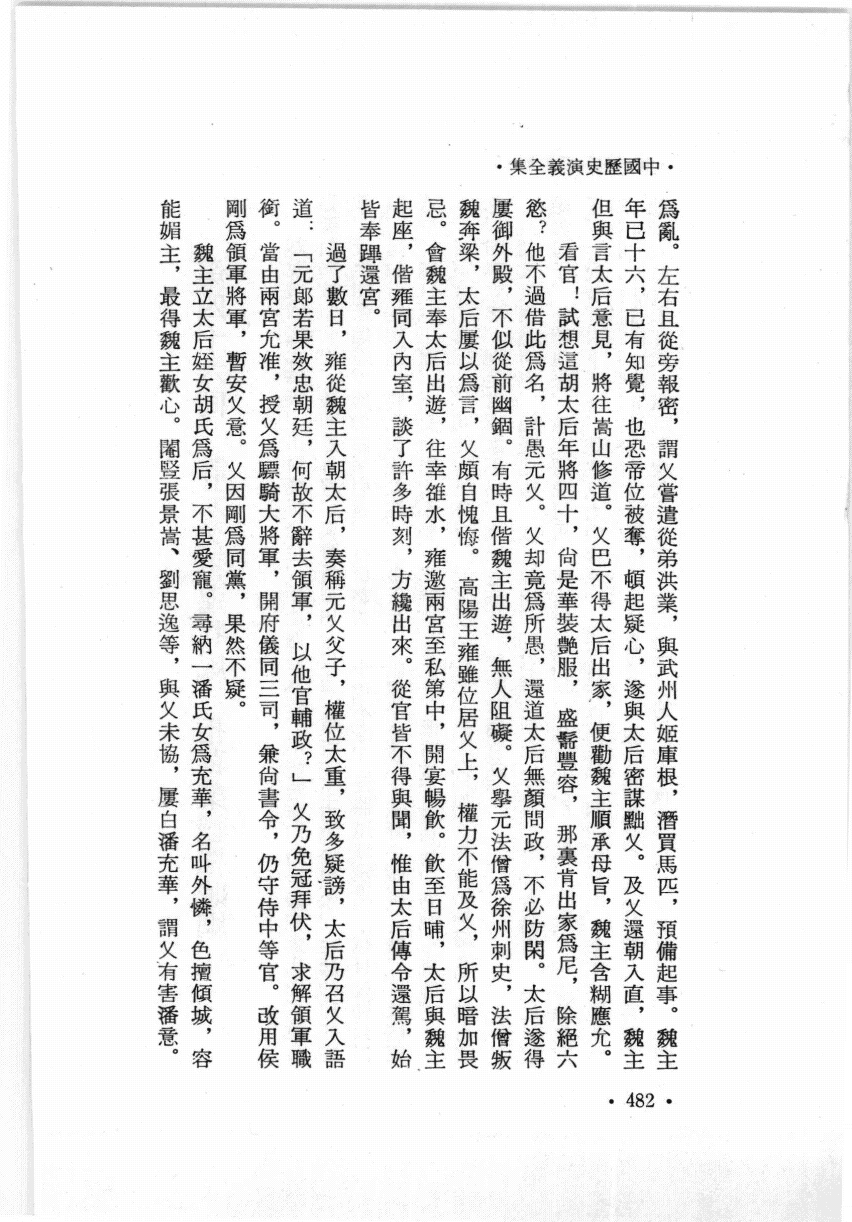 ·中國歷史演義全集·
爲亂。左右且從旁報密，謂乂嘗遣從弟洪業，與武州人姬庫根，潛買馬匹，預備起事。魏主
年已十六，已有知覺，也恐帝位被奪，頓起疑心，遂與太后密謀黜乂。及乂還朝入直，魏主
但與言太后意見，將往嵩山修道。乂巴不得太后出家，便勸魏主順承母旨，魏主含糊應允。
看官！試想這胡太后年將四十，尙是華裝艷服，盛鬋豐容，那裏肯出家爲尼，除絕六
慾？他不過借此爲名，計愚元乂。乂却竟爲所愚，還道太后無顏問政，不必防閑。太后遂得
屢御外殿，不似從前幽錮。有時且偕魏主出遊，無人阻礙。乂擧元法僧爲徐州刺史，法僧叛
魏奔梁，太后屢以爲言，乂頗自愧悔。高陽王雍雖位居乂上，權力不能及乂，所以暗加畏
忌。會魏主奉太后出遊，往幸雒水，雍邀兩宮至私第中，開宴暢飮。飮至日晡，太后與魏主
起座，偕雍同入內室，談了許多時刻，方纔出來。從官皆不得與聞，惟由太后傳令還駕，始
皆奉蹕還宮。
過了數日，雍從魏主入朝太后，奏稱元乂父子，權位太重，致多疑謗，太后乃召乂入語
道：「元郎若果效忠朝廷，何故不辭去領軍，以他官輔政？」乂乃免冠拜伏，求解領軍職
銜。當由兩宮允准，授乂爲驃騎大將軍，開府儀同三司，兼尙書令，仍守侍中等官。改用侯
剛爲領軍將軍，暫安乂意。乂因剛爲同黨，果然不疑。
魏主立太后姪女胡氏爲后，不甚愛寵。尋納一潘氏女爲充華，名叫外憐，色擅傾城，容
能媚主，最得魏主歡心。閹豎張景嵩、劉思逸等，與乂未協，屢白潘充華，謂乂有害潘意。
·482·